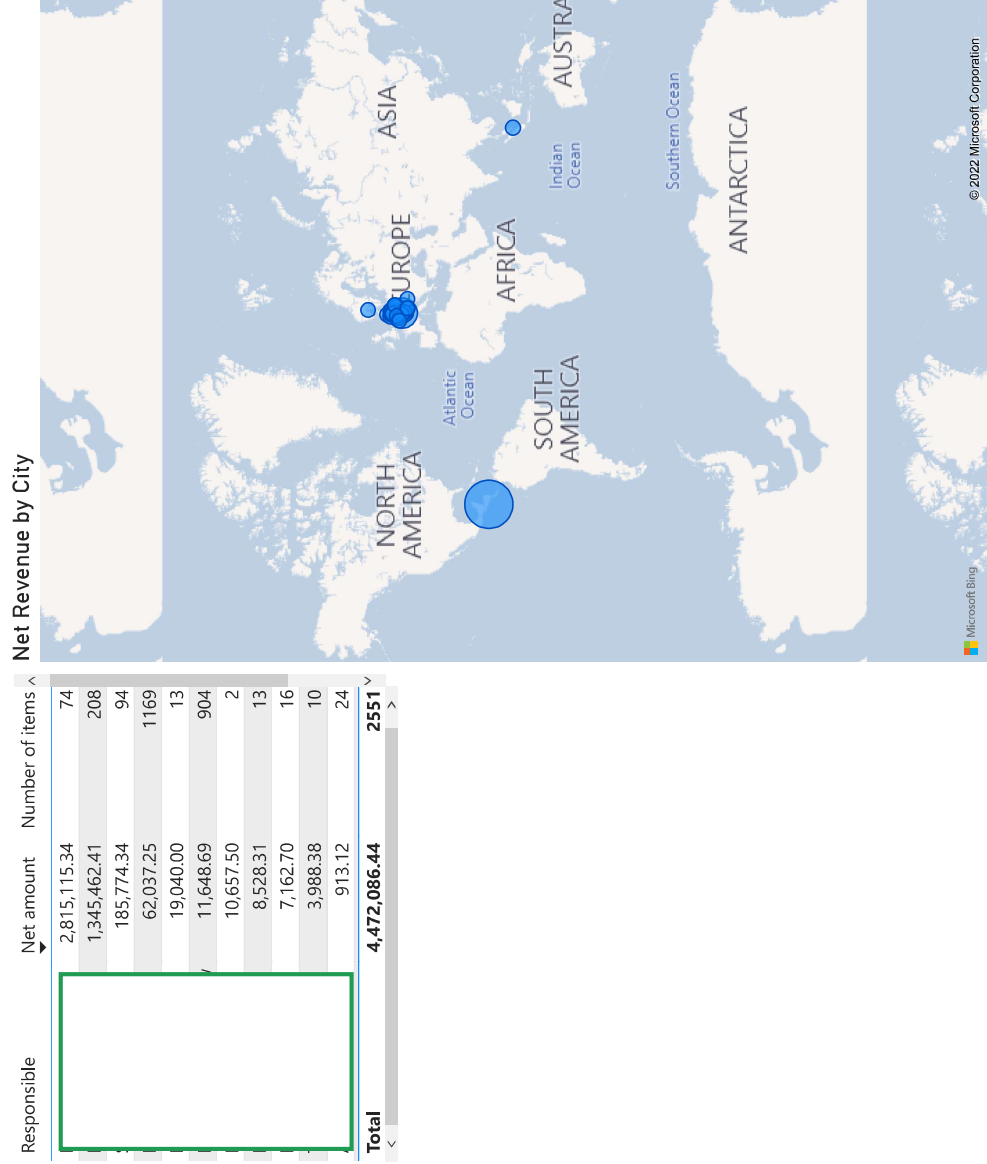 Responsible Net amount Number of items
2,815,115.34 74
1,345,462.41 208
185,774.34 94
62,037.25 1169
19,040.00 13
11,648.69 904
10,657.50 2
8,528.31 13
7,162.70 16
3,988.38 10
913.12 24
Total 4,472,086.44 2551
Net Revenue by City
NORTH
AMERICA
SOUTH
AMERICA
Atlantic
Ocean
UROPE
ASIA
AFRICA
Indian
Ocean
AUSTRA
Southern Ocean
ANTARCTICA
Microsoft Bing
© 2022 Microsoft Corporation